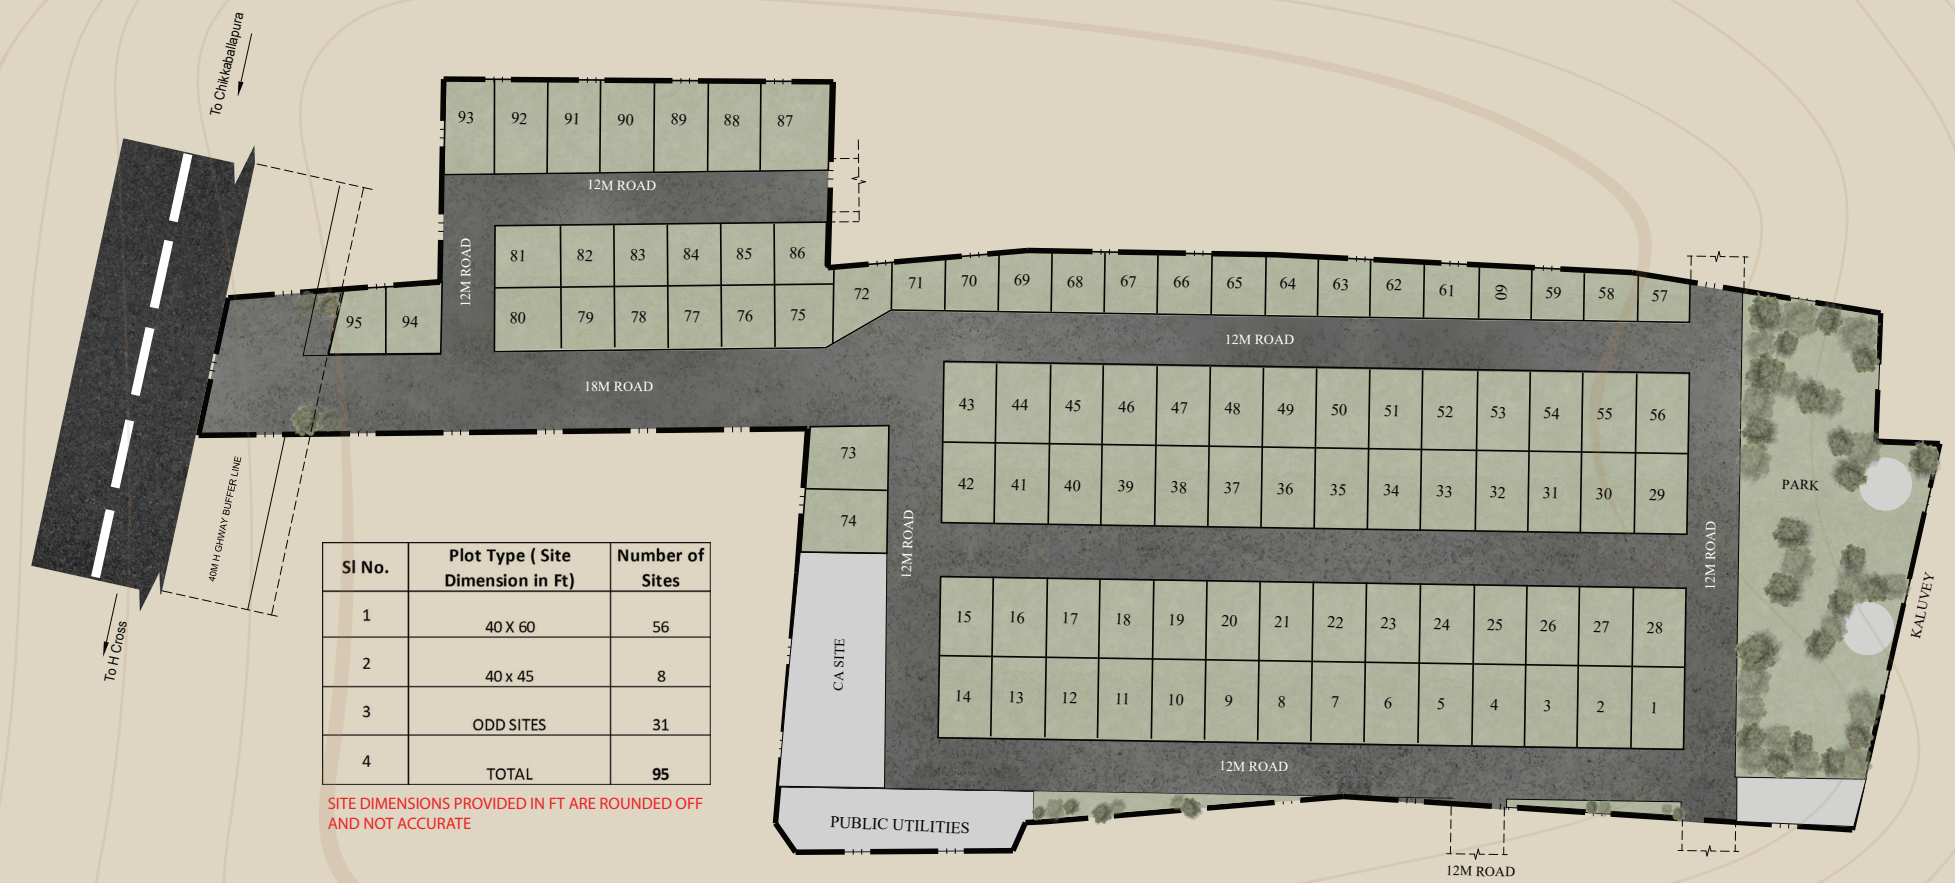 To Chikkaballapura
93 92 91 90 89 88 87
12M ROAD
12M ROAD
81 82 83 84 85 86
80 79 78 77 76 75
95 94
72 71 70 69 68 67 66 65 64 63 62 61 60 59 58 57
12M ROAD
18M ROAD
43 44 45 46 47 48 49 50 51 52 53 54 55 56
42 41 40 39 38 37 36 35 34 33 32 31 30 29
73
74
12M ROAD
12M ROAD
PARK
KALUVEY
15 16 17 18 19 20 21 22 23 24 25 26 27 28
14 13 12 11 10 9 8 7 6 5 4 3 2 1
CA SITE
12M ROAD
PUBLIC UTILITIES
12M ROAD
40M H GHWAY BUFFER LINE
To H Cross
Sl No. Plot Type ( Site Dimension in Ft) Number of Sites
1 40 X 60 56
2 40 x 45 8
3 ODD SITES 31
4 TOTAL 95
SITE DIMENSIONS PROVIDED IN FT ARE ROUNDED OFF
AND NOT ACCURATE